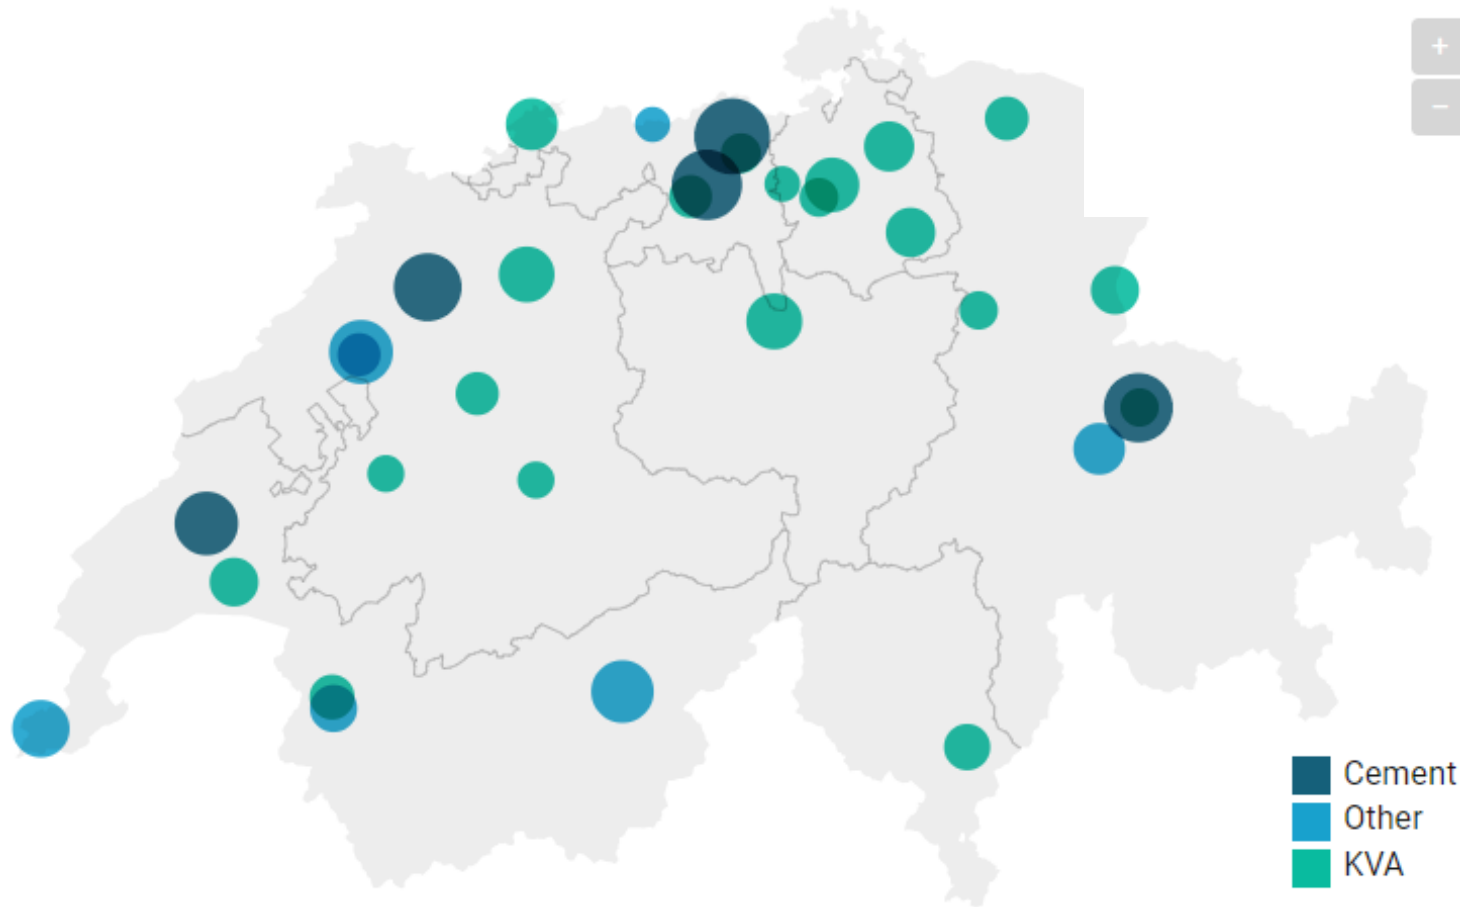 +
−
Cement
Other
KVA